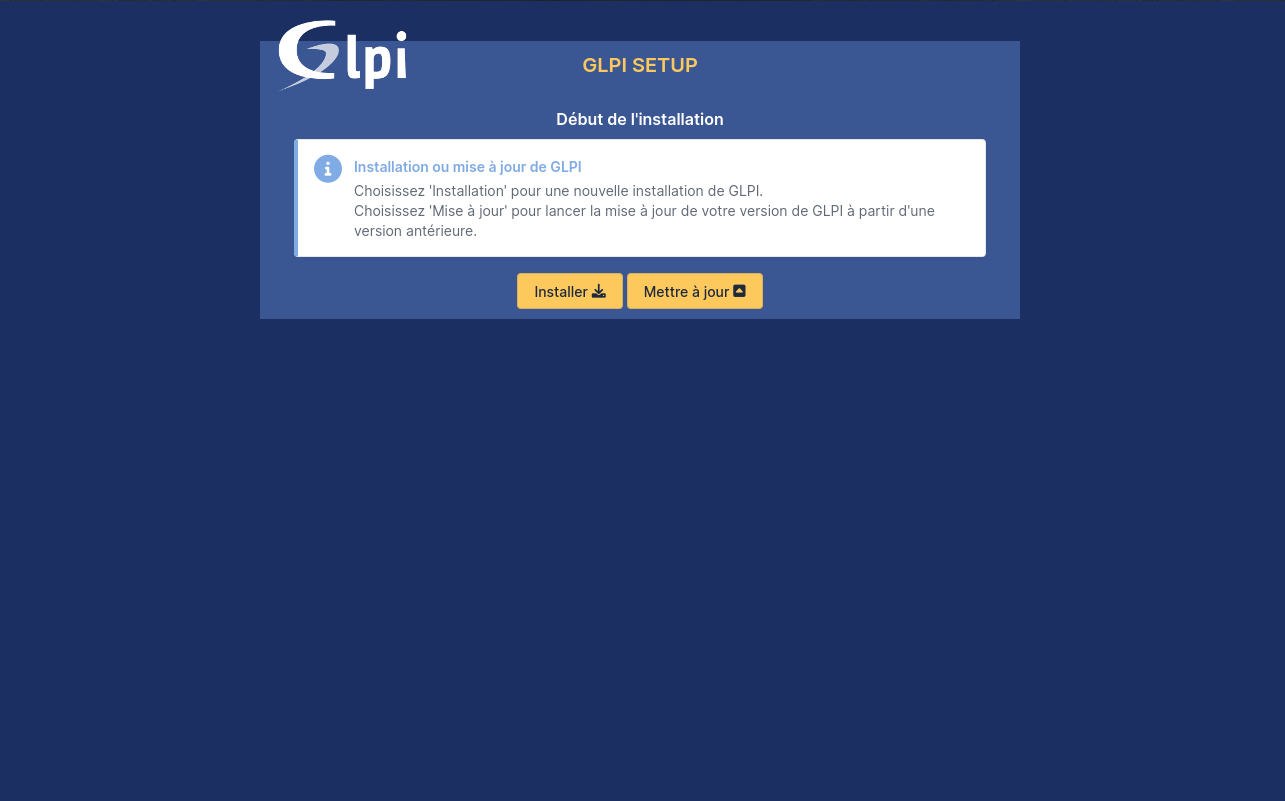 Glpi
GLPI SETUP
Début de l'installation
Installation ou mise à jour de GLPI
Choisissez 'Installation' pour une nouvelle installation de GLPI.
Choisissez 'Mise à jour' pour lancer la mise à jour de votre version de GLPI à partir d'une
version antérieure.
Installer Mettre à jour